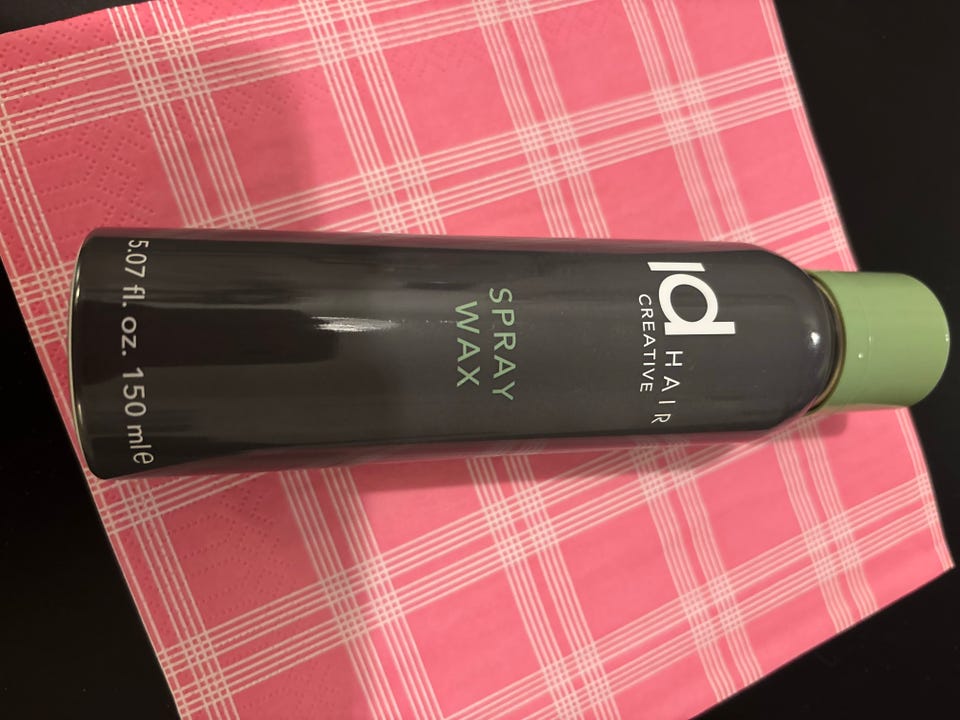 Id HAIR
CREATIVE
SPRAY
WAX
5.07 fl. oz. 150 ml e